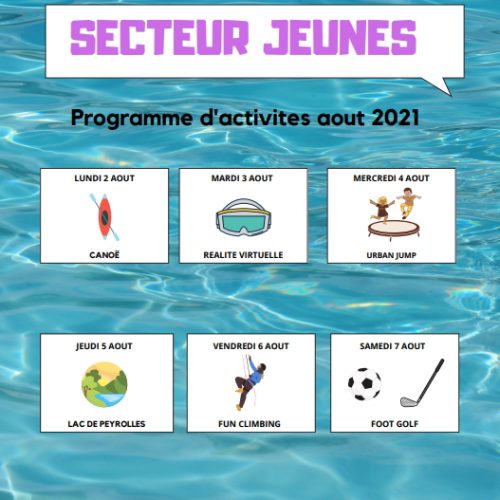 SECTEUR JEUNES
Programme d'activites aout 2021
LUNDI 2 AOUT
CANOË
MARDI 3 AOUT
REALITE VIRTUELLE
MERCREDI 4 AOUT
URBAN JUMP
JEUDI 5 AOUT
LAC DE PEYROLLES
VENDREDI 6 AOUT
FUN CLIMBING
SAMEDI 7 AOUT
FOOT GOLF